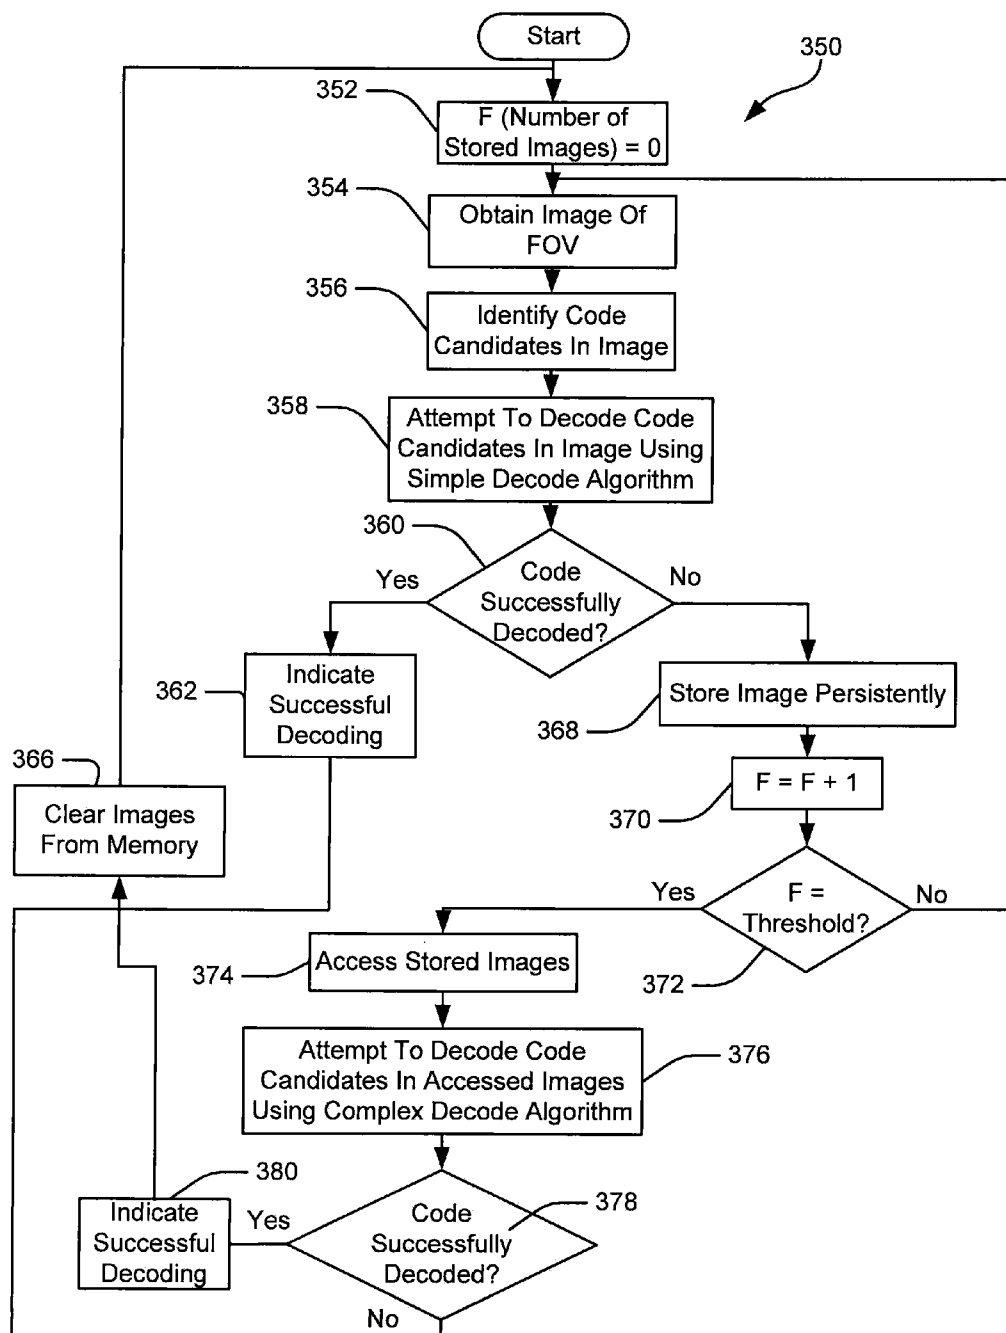 Start
350
352
F (Number of
Stored Images) = 0
354
Obtain Image Of
FOV
356
Identify Code
Candidates In Image
358
Attempt To Decode Code
Candidates In Image Using
Simple Decode Algorithm
360
Yes
Code
Successfully
Decoded?
No
362
Indicate
Successful
Decoding
Store Image Persistently
368
366
Clear Images
From Memory
F = F + 1
370
Yes
F =
Threshold?
No
372
374
Access Stored Images
Attempt To Decode Code
Candidates In Accessed Images
Using Complex Decode Algorithm
376
380
Indicate
Successful
Decoding
Yes
Code
Successfully
Decoded?
378
No